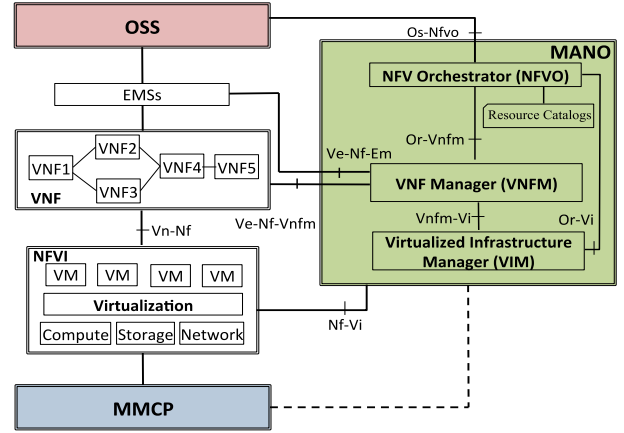 OSS
Os-Nfvo
MANO
NFV Orchestrator (NFVO)
EMSs
Resource Catalogs
VNF1
VNF2
VNF3
VNF4
VNF5
VNF
Or-Vnfm
Ve-Nf-Em
VNF Manager (VNFM)
Ve-Nf-Vnfm
Vnfm-Vi
Or-Vi
Vn-Nf
Virtualized Infrastructure
Manager (VIM)
NFVI
VM VM VM VM
Virtualization
Compute Storage Network
Nf-Vi
MMCP